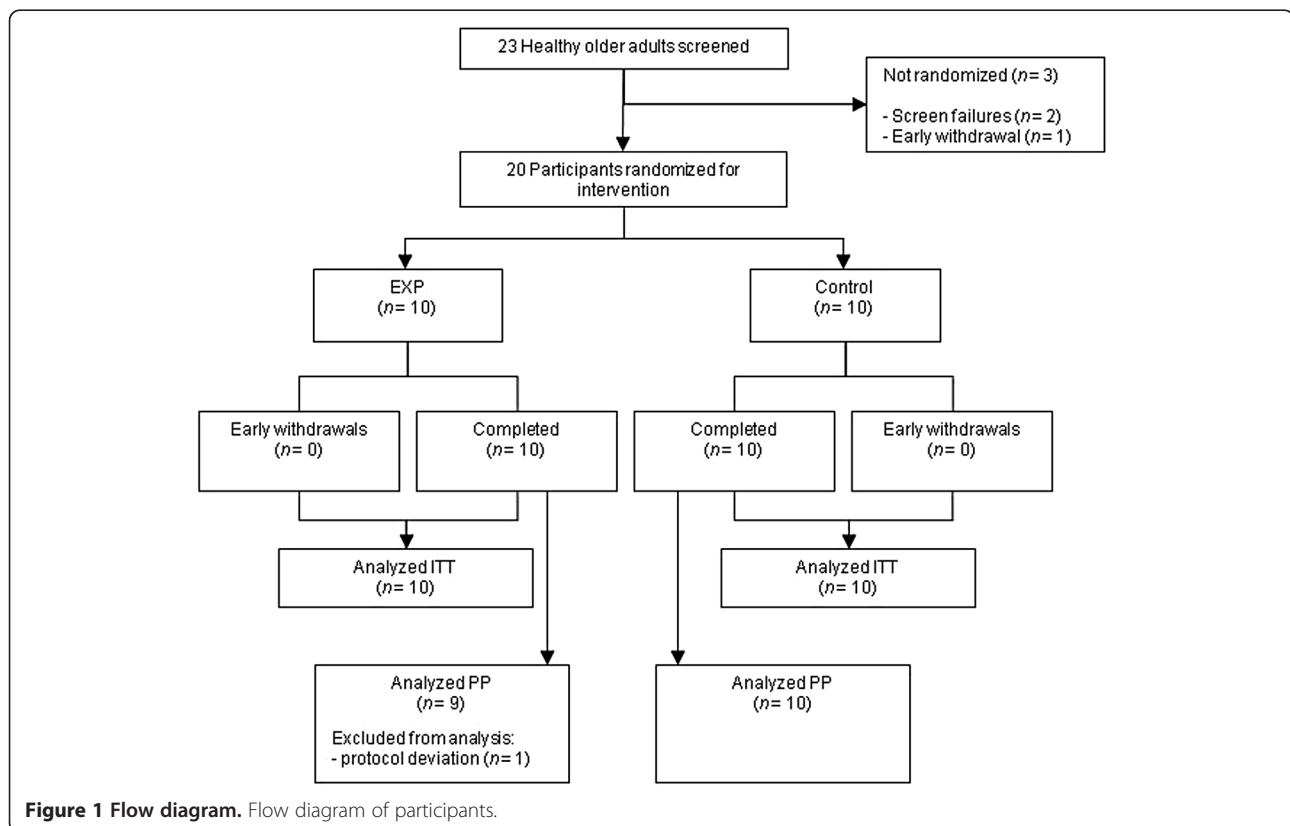 23 Healthy older adults screened
Not randomized (n= 3)
- Screen failures (n= 2)
- Early withdrawal (n= 1)
20 Participants randomized for
intervention
EXP
(n= 10)
Control
(n= 10)
Early withdrawals
(n= 0)
Completed
(n= 10)
Completed
(n= 10)
Early withdrawals
(n= 0)
Analyzed ITT
(n= 10)
Analyzed ITT
(n= 10)
Analyzed PP
(n= 9)
Excluded from analysis:
- protocol deviation (n= 1)
Analyzed PP
(n= 10)
Figure 1 Flow diagram. Flow diagram of participants.